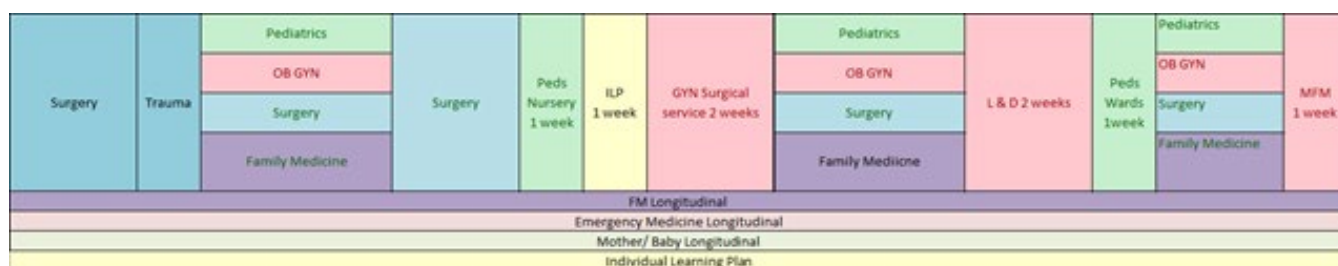 Surgery
Trauma
Pediatrics
OB GYN
Surgery
Family Medicine
Surgery
Peds
Nursery
1 week
ILP
1 week
GYN Surgical
service 2 weeks
Pediatrics
OB GYN
Surgery
Family Mediicne
L & D 2 weeks
Peds
Wards
1week
Pediatrics
OB GYN
Surgery
Family Medicine
MFM
1 week
FM Longitudinal
Emergency Medicine Longitudinal
Mother/ Baby Longitudinal
Individual Learning Plan